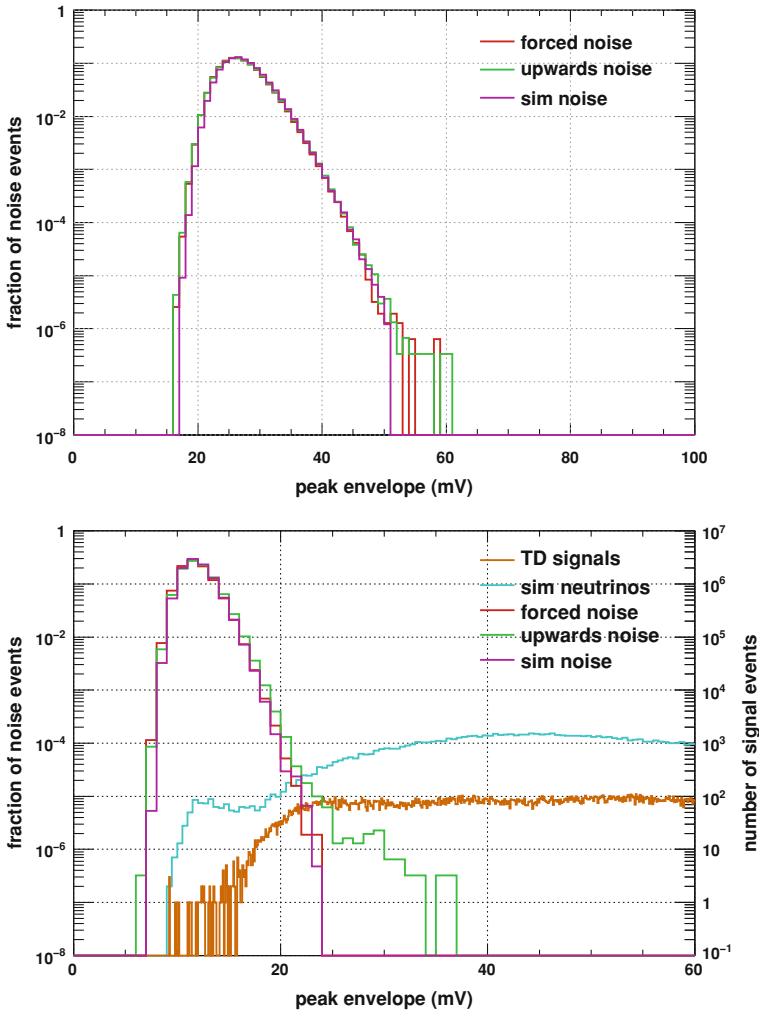 fraction of noise events
1
10⁻²
10⁻⁴
10⁻⁶
10⁻⁸
forced noise
upwards noise
sim noise
0 20 40 60 80 100
peak envelope (mV)
fraction of noise events
1
10⁻²
10⁻⁴
10⁻⁶
10⁻⁸
TD signals
sim neutrinos
forced noise
upwards noise
sim noise
10⁷
10⁶
10⁵
10⁴
10³
10²
10
1
10⁻¹
number of signal events
0 20 40 60
peak envelope (mV)